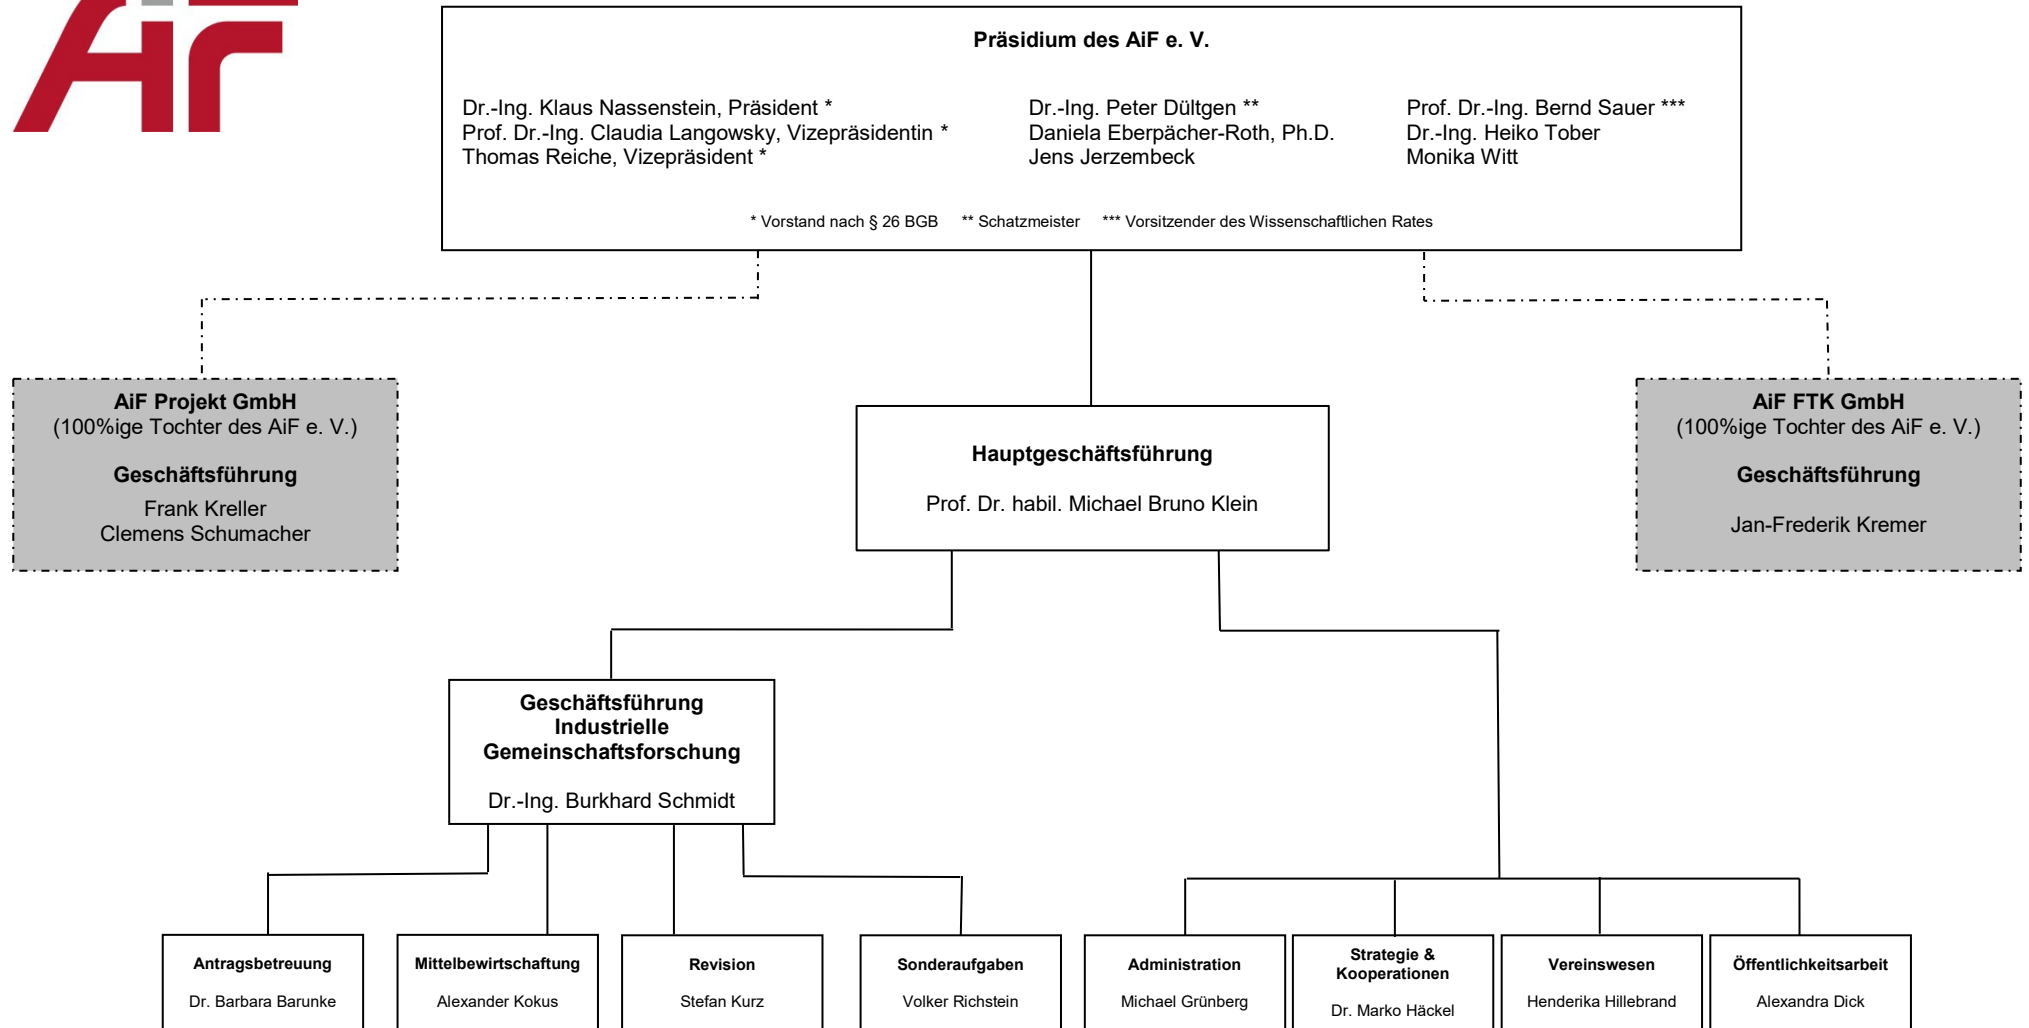 AiF
Präsidium des AiF e. V.
Dr.-Ing. Klaus Nassenstein, Präsident *
Prof. Dr.-Ing. Claudia Langowsky, Vizepräsidentin *
Thomas Reiche, Vizepräsident *
Dr.-Ing. Peter Dültgen **
Daniela Eberpächer-Roth, Ph.D.
Jens Jerzembeck
Prof. Dr.-Ing. Bernd Sauer ***
Dr.-Ing. Heiko Tober
Monika Witt
* Vorstand nach § 26 BGB ** Schatzmeister *** Vorsitzender des Wissenschaftlichen Rates
AiF Projekt GmbH
(100%ige Tochter des AiF e. V.)
Geschäftsführung
Frank Kreller
Clemens Schumacher
Hauptgeschäftsführung
Prof. Dr. habil. Michael Bruno Klein
AiF FTK GmbH
(100%ige Tochter des AiF e. V.)
Geschäftsführung
Jan-Frederik Kremer
Geschäftsführung
Industrielle
Gemeinschaftsforschung
Dr.-Ing. Burkhard Schmidt
Antragsbetreuung
Dr. Barbara Barunke
Mittelbewirtschaftung
Alexander Kokus
Revision
Stefan Kurz
Sonderaufgaben
Volker Richstein
Administration
Michael Grünberg
Strategie &
Kooperationen
Dr. Marko Häckel
Vereinswesen
Henderika Hillebrand
Öffentlichkeitsarbeit
Alexandra Dick